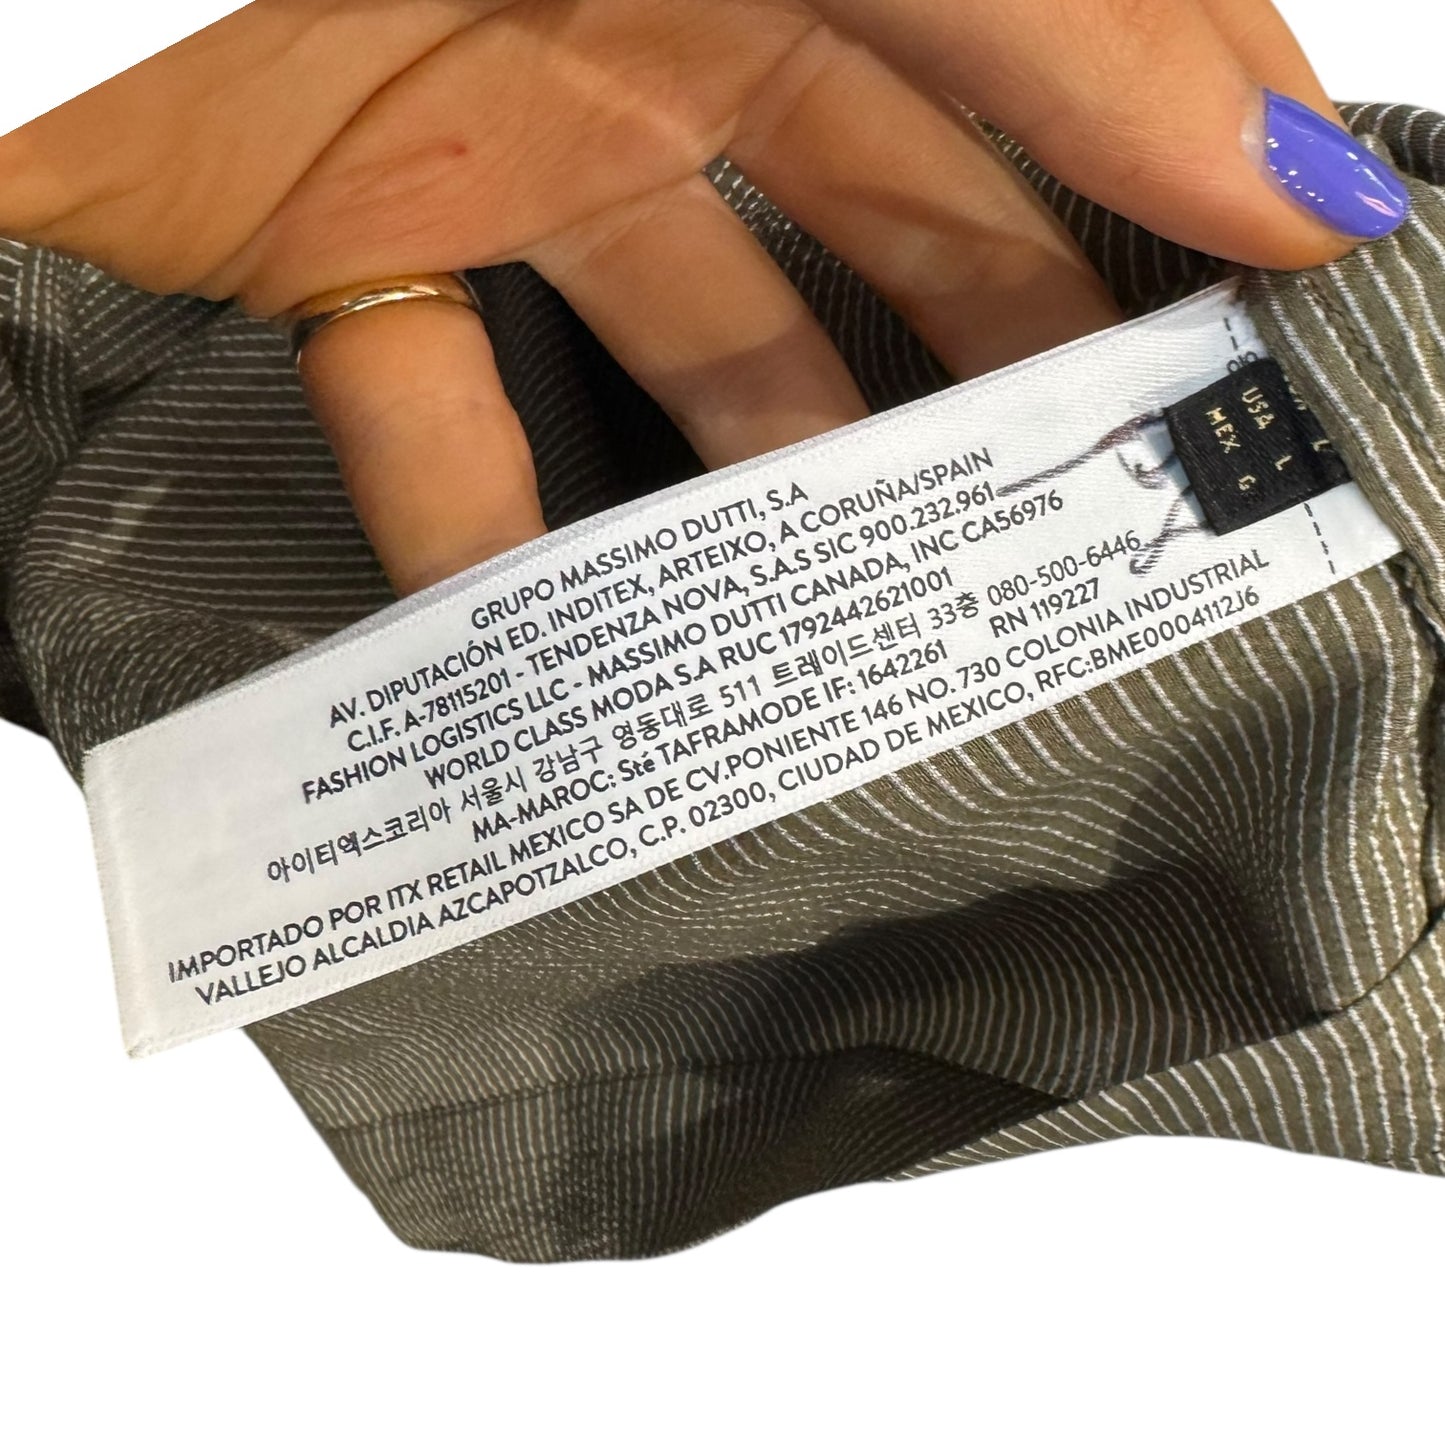 GRUPO MASSIMO DUTTI, S.A
AV. DIPUTACIÓN ED. INDITEX, ARTEIXO, A CORUÑA/SPAIN
C.I.F. A-78115201 - TENDENZA NOVA, S.A.S SIC 900.232.961
FASHION LOGISTICS LLC - MASSIMO DUTTI CANADA, INC CA56976
WORLD CLASS MODA S.A RUC 1792442621001
아이티엑스코리아 서울시 강남구 영동대로 511 트레이드센터 33층 080-500-6446
MA-MAROC: Sté TAFRAMODE IF: 1642261 RN 119227
IMPORTADO POR ITX RETAIL MEXICO SA DE CV.PONIENTE 146 NO. 730 COLONIA INDUSTRIAL
VALLEJO ALCALDIA AZCAPOTZALCO, C.P. 02300, CIUDAD DE MEXICO, RFC:BME0004112J6
USA L
MEX G